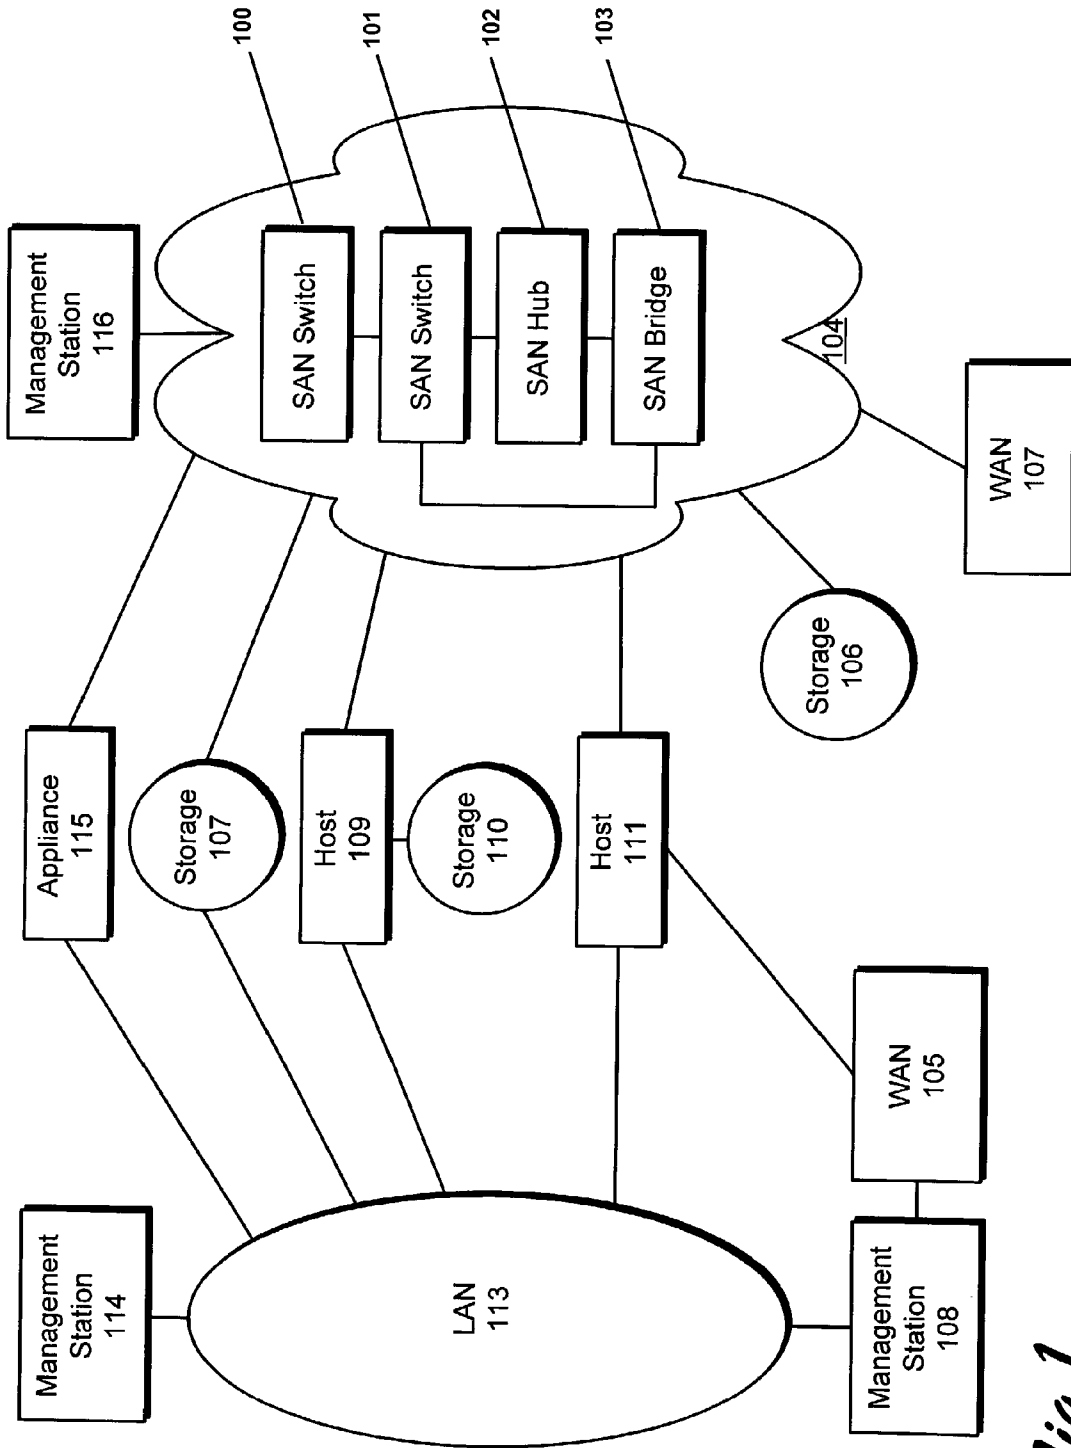 Management
Station
114
Appliance
115
Management
Station
116
Storage
107
100
SAN Switch
Host
109
101
SAN Switch
LAN
113
Storage
110
102
SAN Hub
Host
111
103
SAN Bridge
Storage
106
104
Management
Station
108
WAN
105
WAN
107
Fig. 1